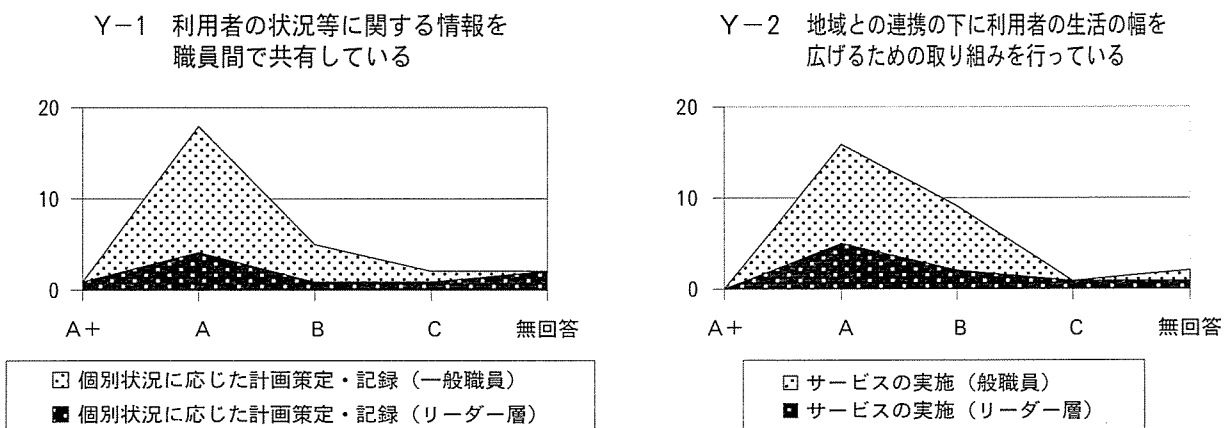 Y－1 利用者の状況等に関する情報を
職員間で共有している
20
10
0
A＋ A B C 無回答
個別状況に応じた計画策定・記録（一般職員）
個別状況に応じた計画策定・記録（リーダー層）
Y－2 地域との連携の下に利用者の生活の幅を
広げるための取り組みを行っている
20
10
0
A＋ A B C 無回答
サービスの実施（般職員）
サービスの実施（リーダー層）